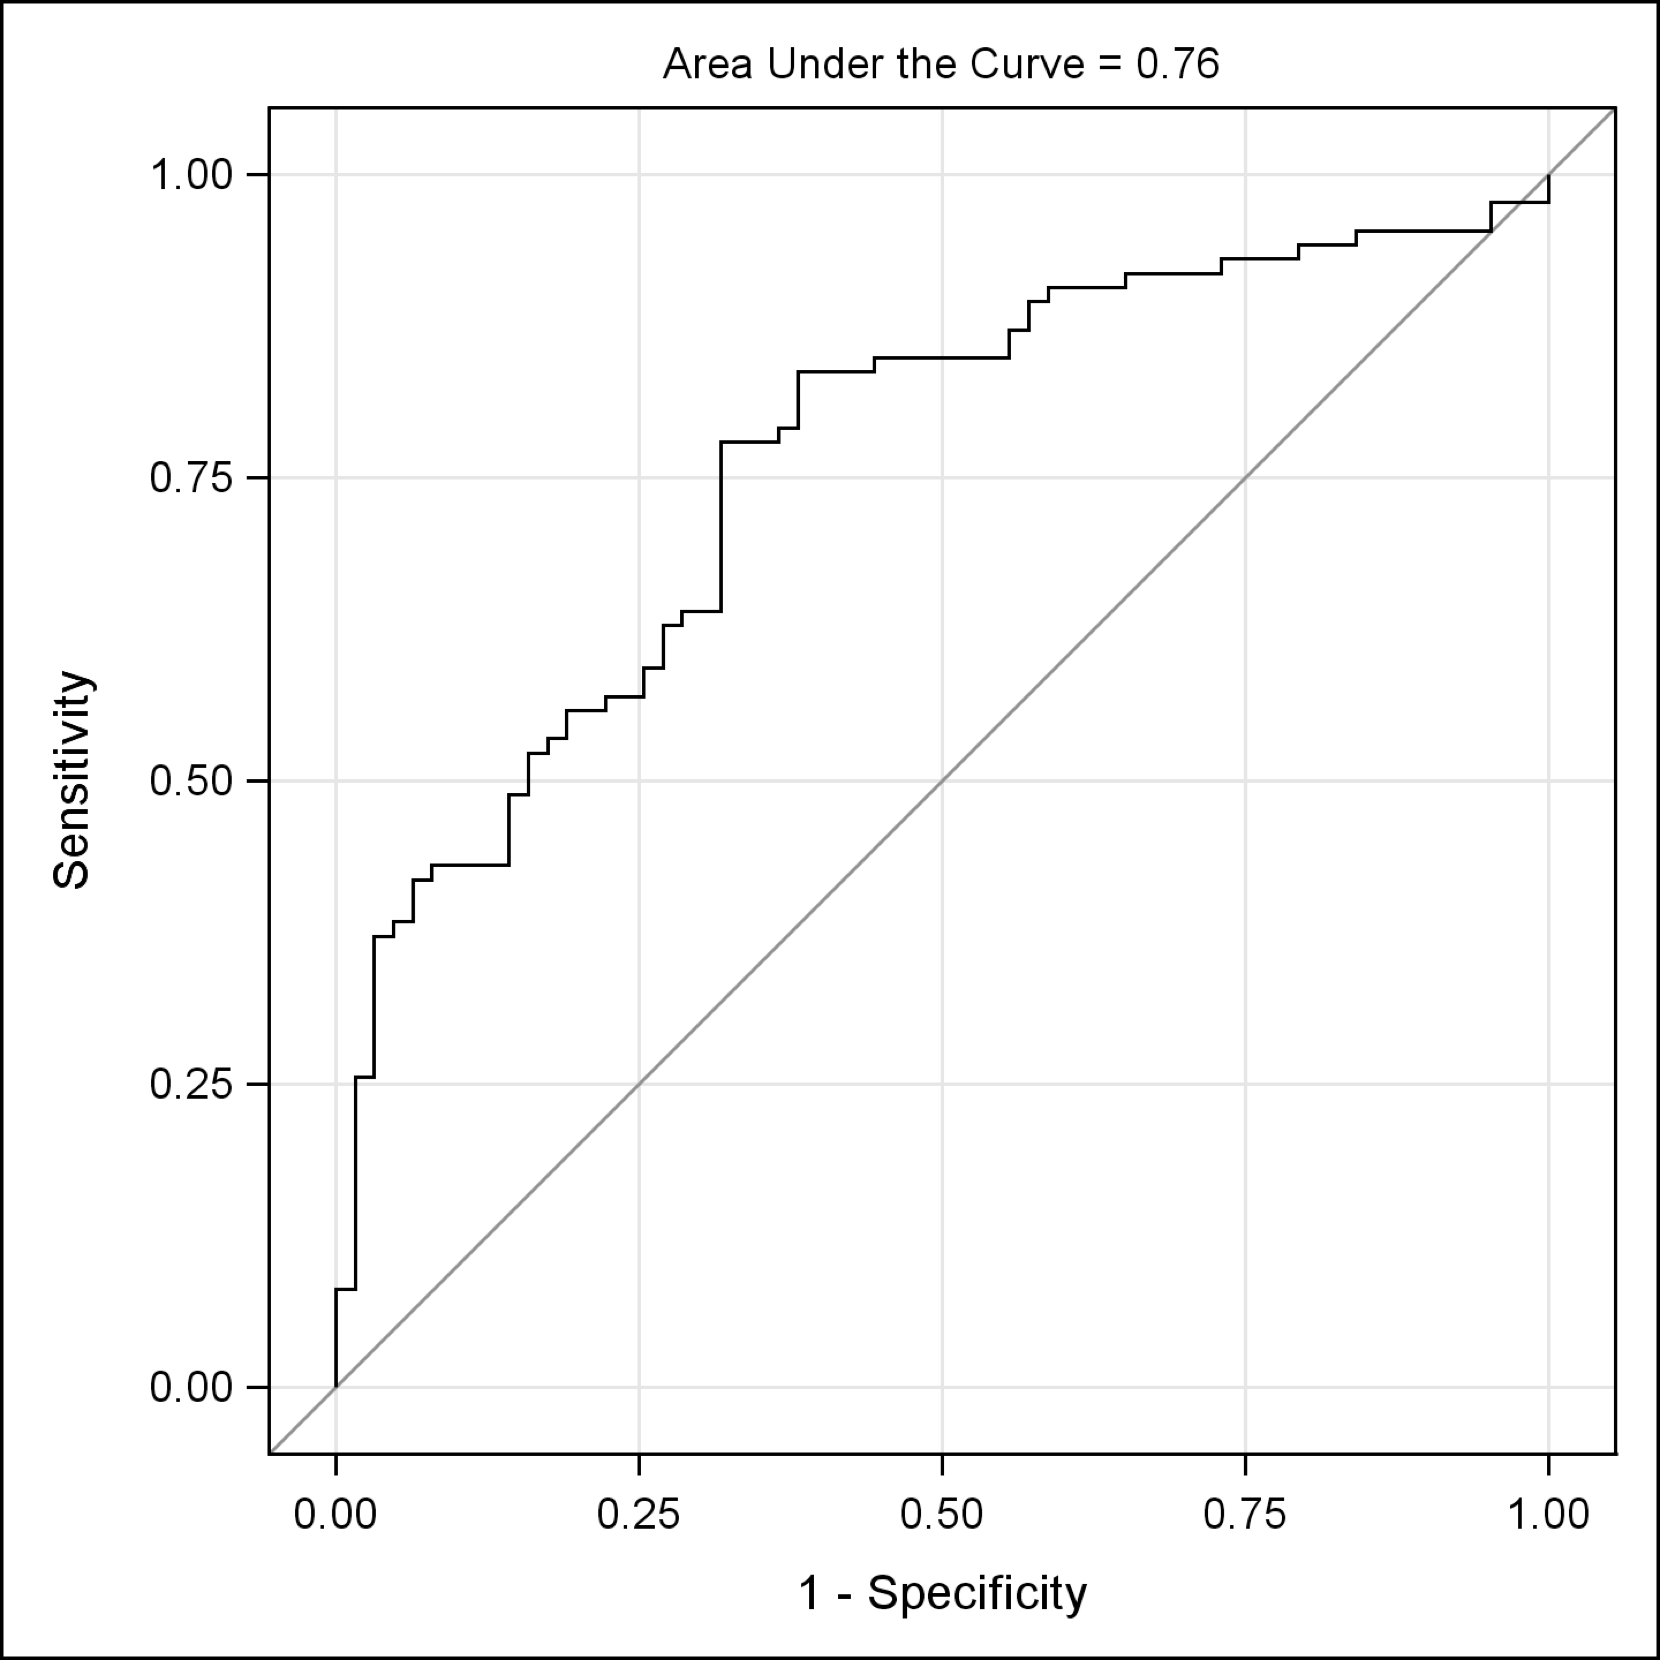 Area Under the Curve = 0.76
1.00
0.75
0.50
0.25
0.00
Sensitivity
0.00 0.25 0.50 0.75 1.00
1 - Specificity